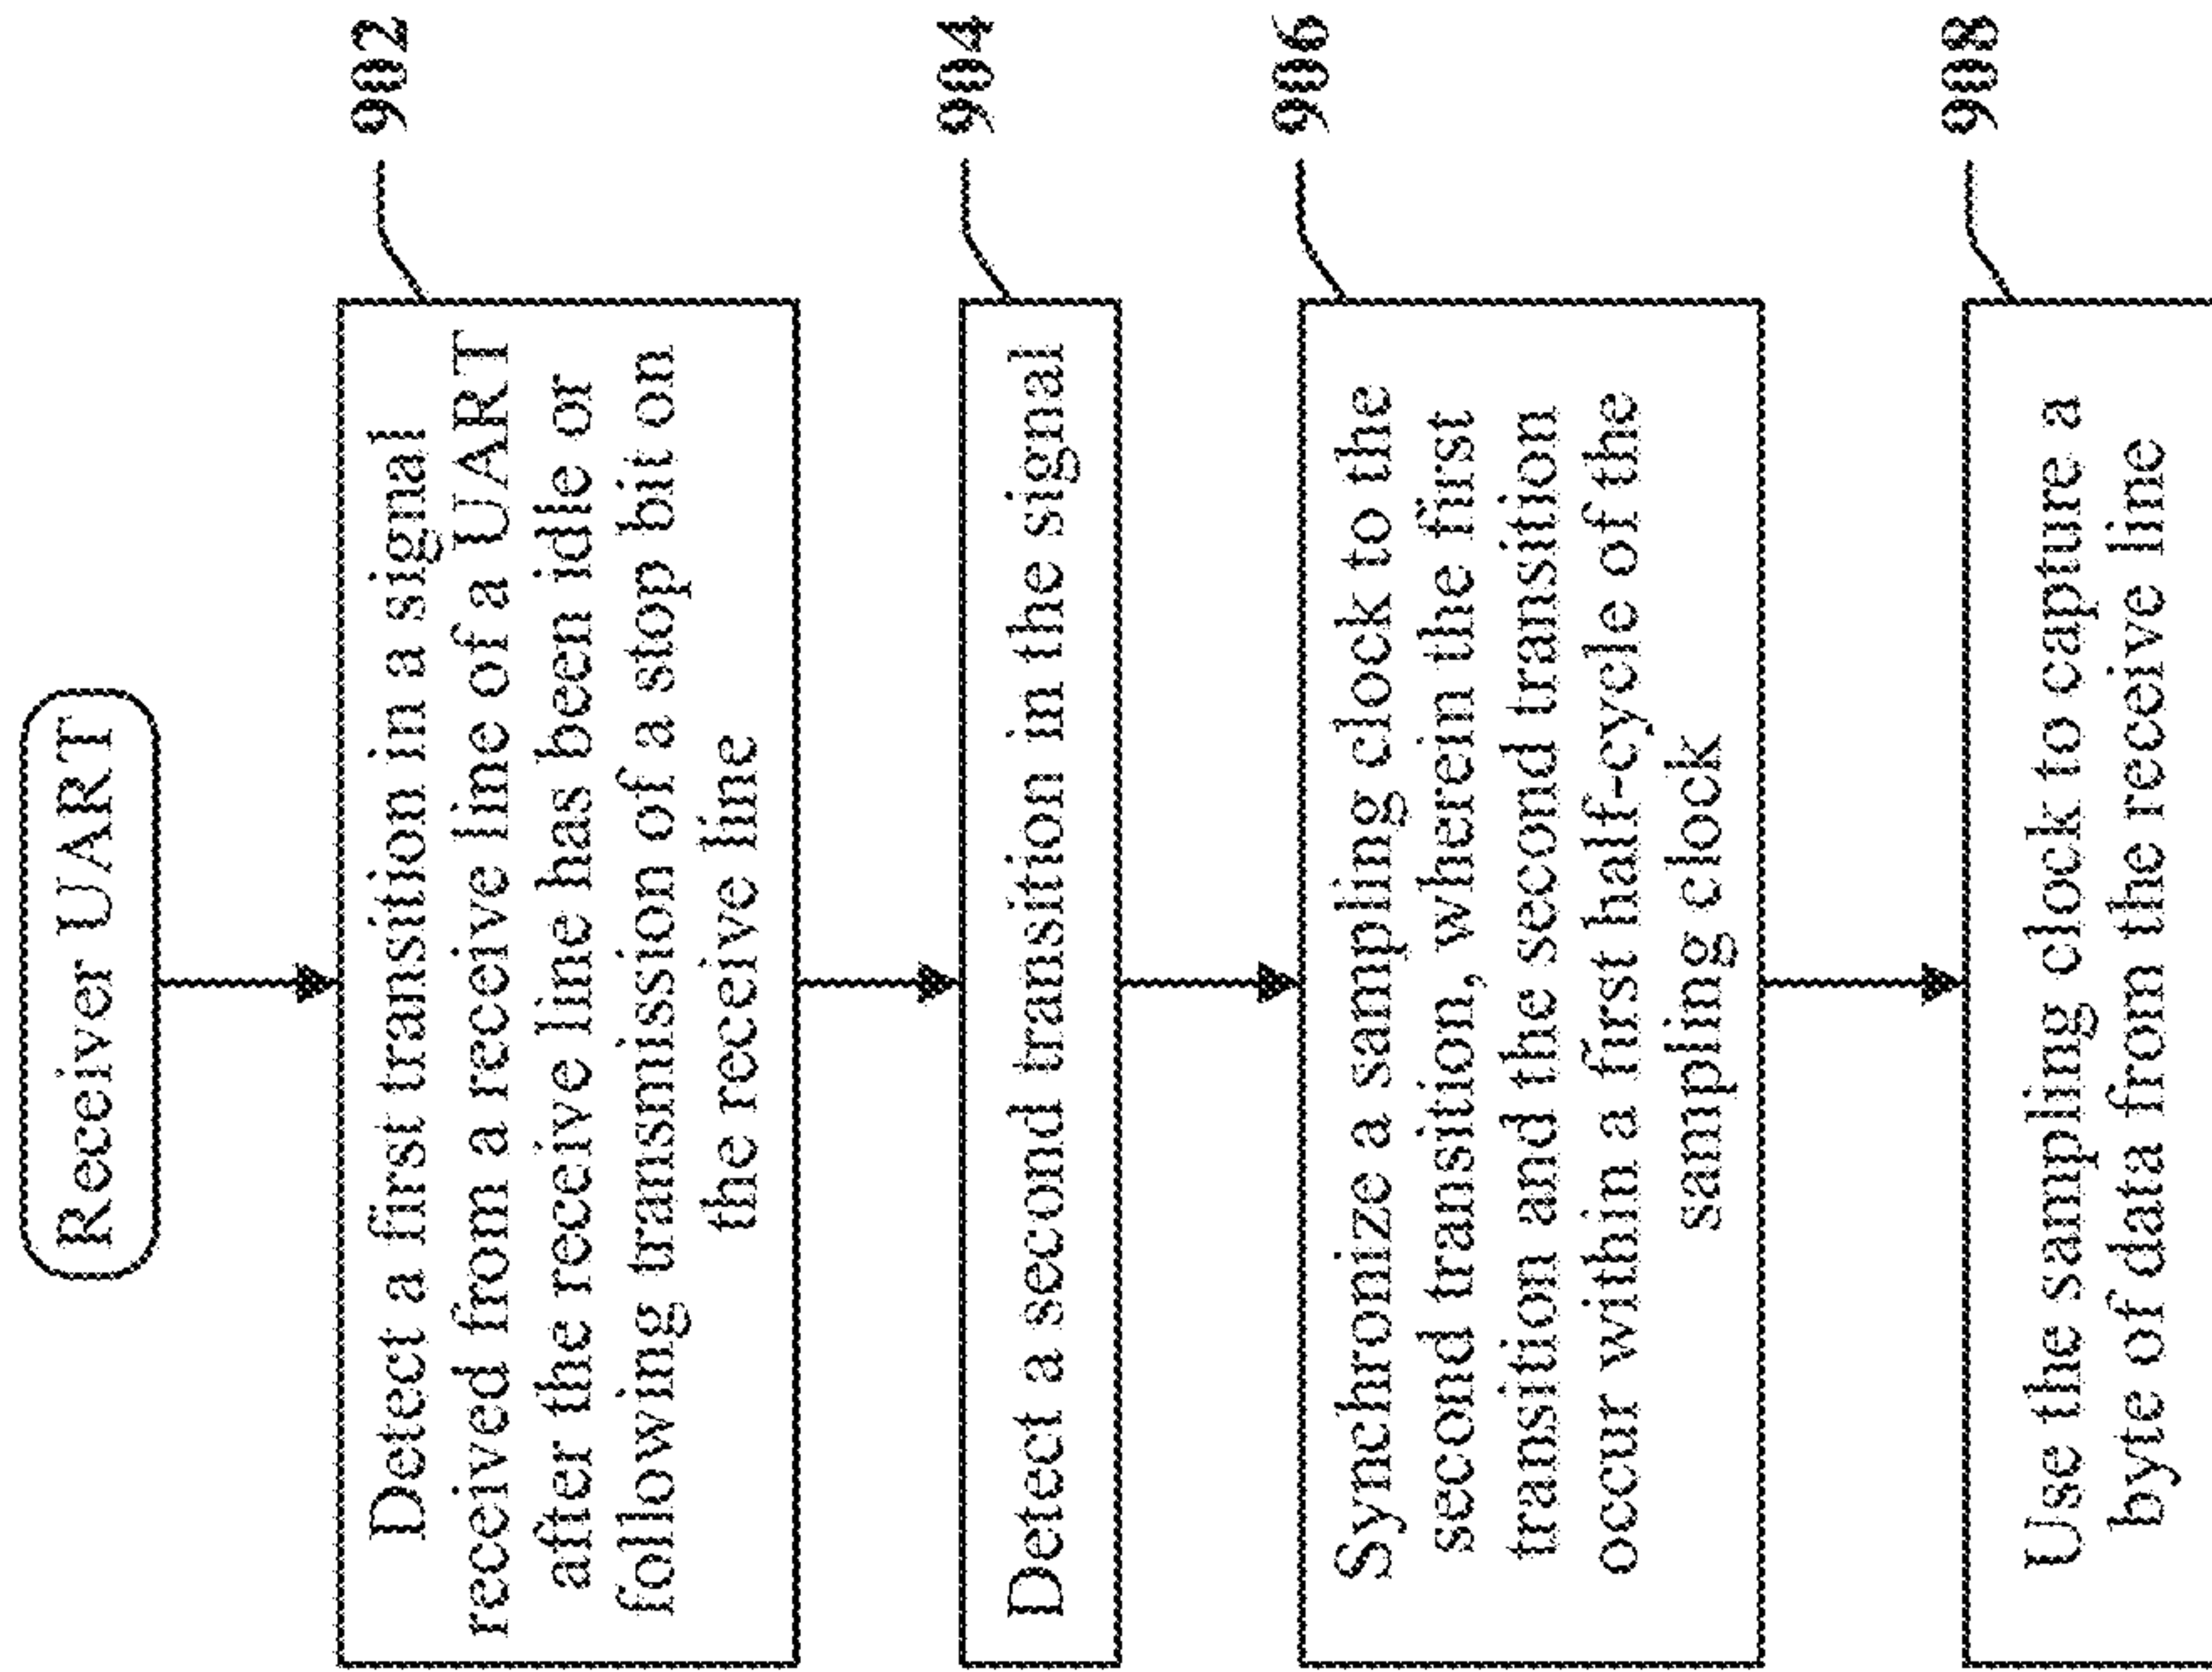 Receiver UART
902
Detect a first transition in a signal
received from a receive line of a UART
after the receive line has been idle or
following transmission of a stop bit on
the receive line
904
Detect a second transition in the signal
906
Synchronize a sampling clock to the
second transition, wherein the first
transition and the second transition
occur within a first half-cycle of the
sampling clock
908
Use the sampling clock to capture a
byte of data from the receive line